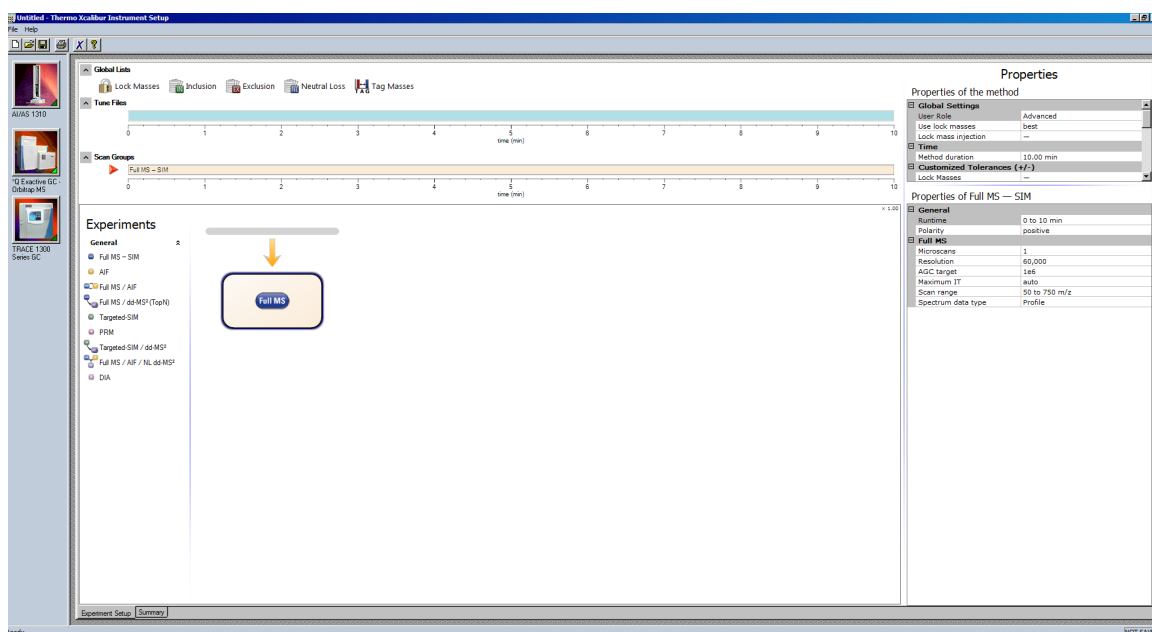 Untitled - Thermo Xcalibur Instrument Setup
File Help
AI/AS 1310
*Q Exactive GC - Orbitrap MS
TRACE 1300 Series GC
Global Lists
Lock Masses Inclusion Exclusion Neutral Loss Tag Masses
Tune Files
0 1 2 3 4 5 6 7 8 9 10
time (min)
Scan Groups
Full MS – SIM
0 1 2 3 4 5 6 7 8 9 10
time (min)
× 1.00
Experiments
General
Full MS – SIM
AIF
Full MS / AIF
Full MS / dd-MS² (TopN)
Targeted-SIM
PRM
Targeted-SIM / dd-MS²
Full MS / AIF / NL dd-MS²
DIA
Full MS
Experiment Setup Summary
Properties
Properties of the method
Global Settings
User Role Advanced
Use lock masses best
Lock mass injection —
Time
Method duration 10.00 min
Customized Tolerances (+/-)
Lock Masses —
Properties of Full MS — SIM
General
Runtime 0 to 10 min
Polarity positive
Full MS
Microscans 1
Resolution 60,000
AGC target 1e6
Maximum IT auto
Scan range 50 to 750 m/z
Spectrum data type Profile